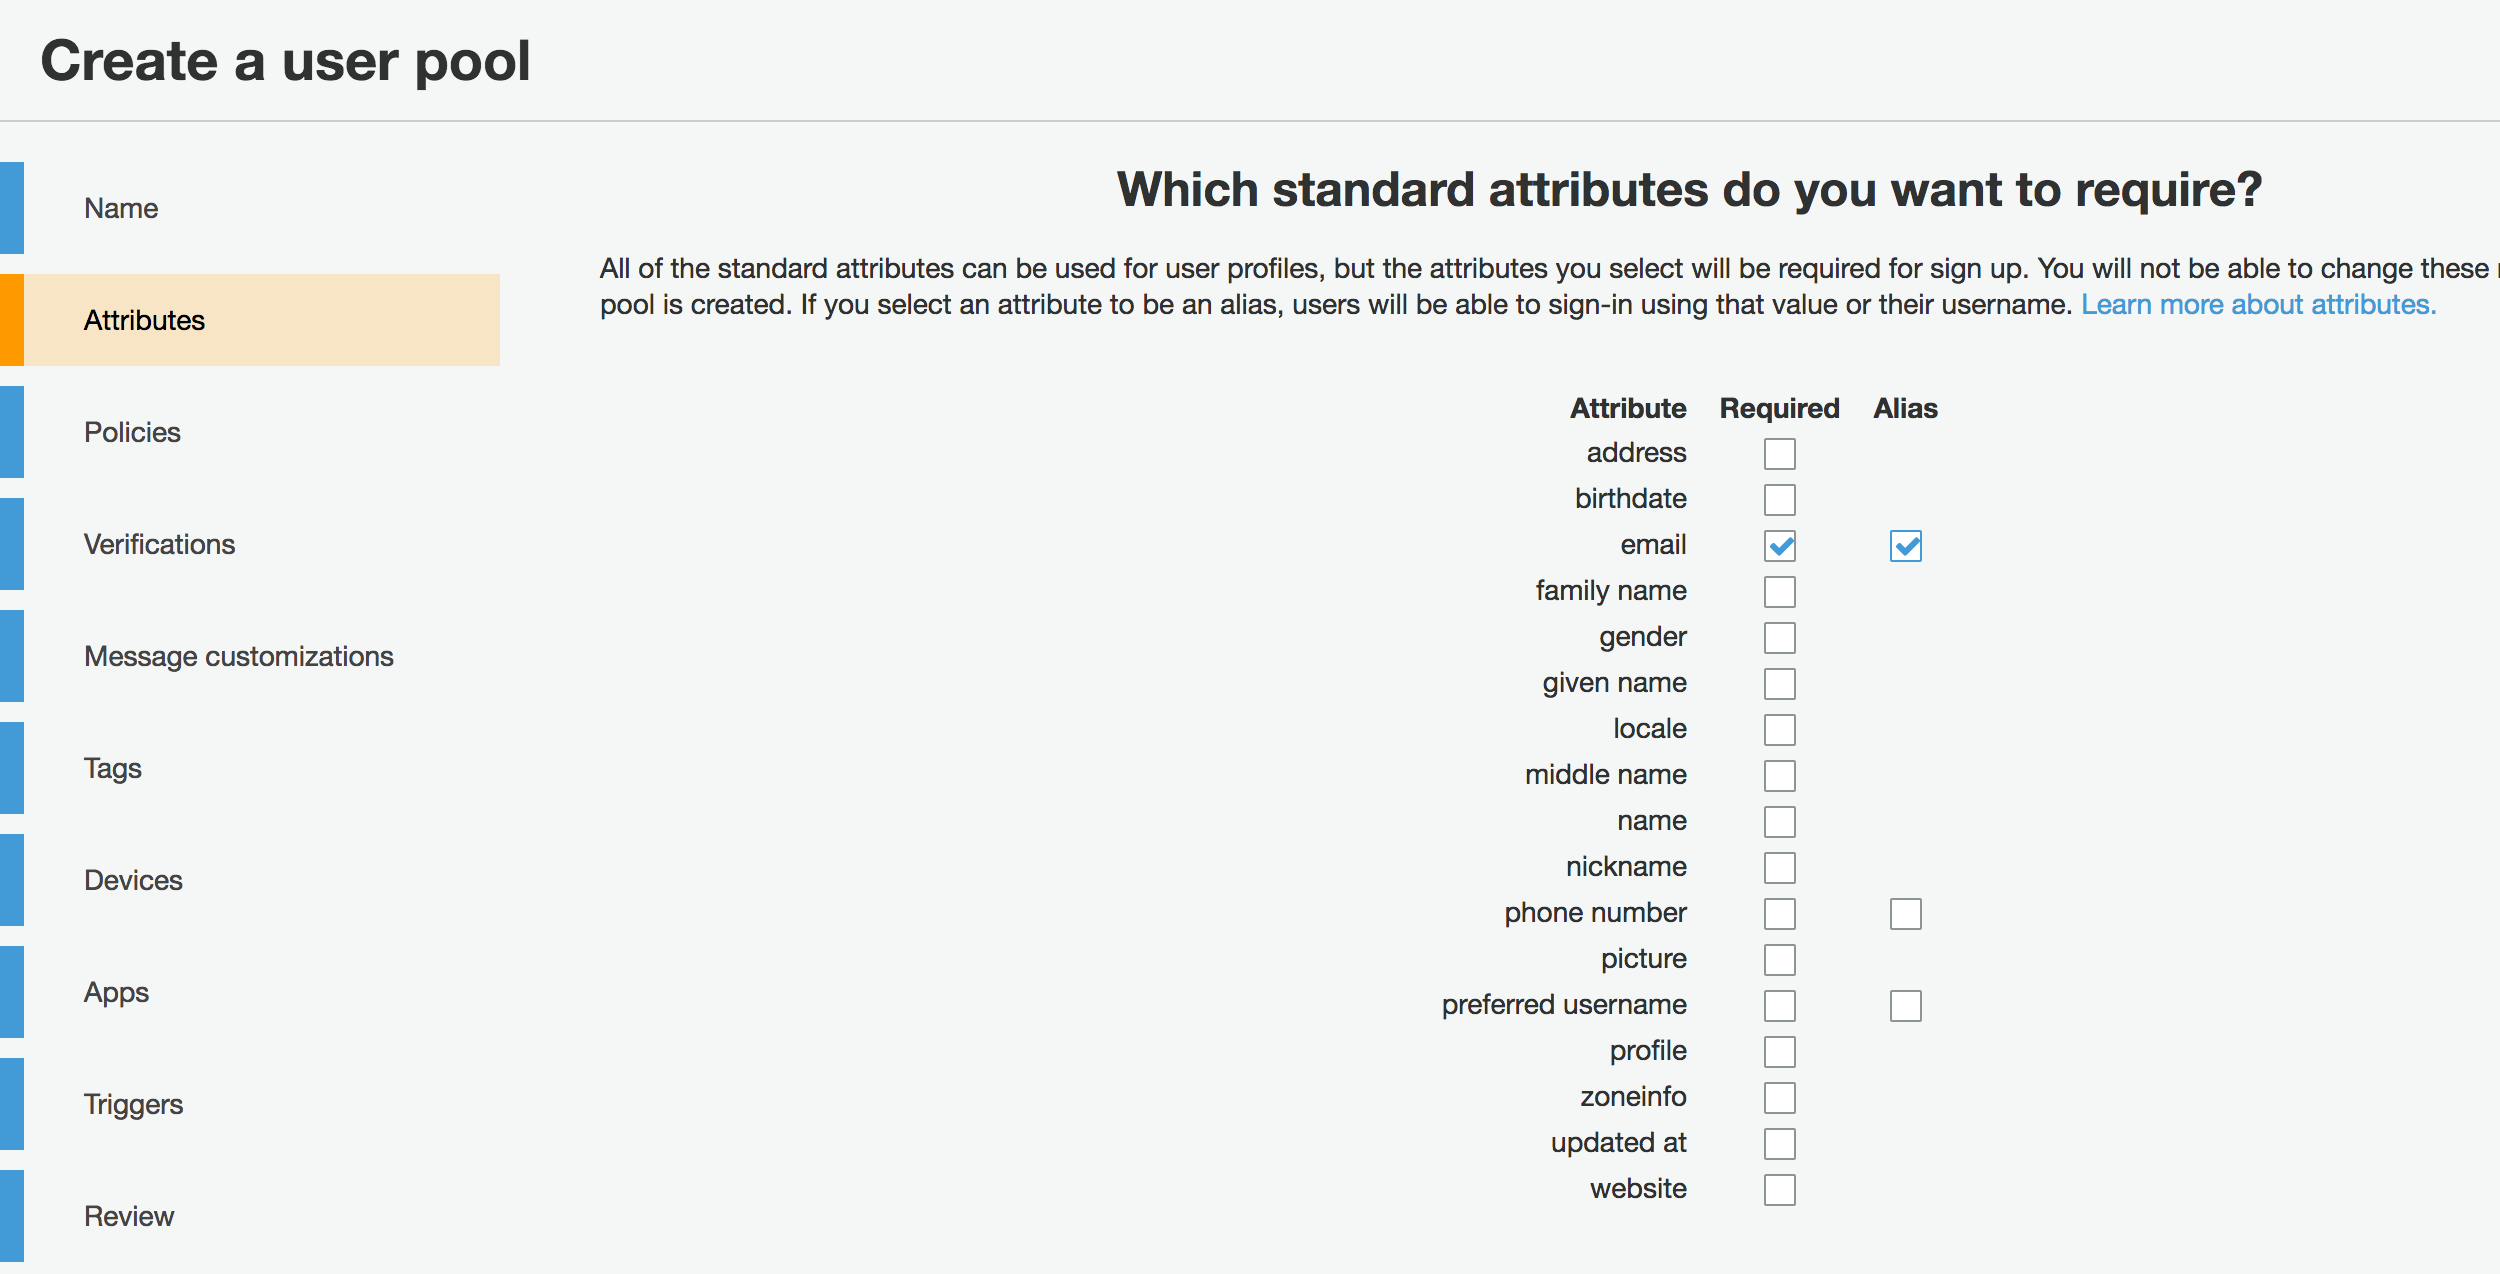 Create a user pool
Name
Attributes
Policies
Verifications
Message customizations
Tags
Devices
Apps
Triggers
Review
Which standard attributes do you want to require?
All of the standard attributes can be used for user profiles, but the attributes you select will be required for sign up. You will not be able to change these
pool is created. If you select an attribute to be an alias, users will be able to sign-in using that value or their username. Learn more about attributes.
Attribute Required Alias
address
birthdate
email
family name
gender
given name
locale
middle name
name
nickname
phone number
picture
preferred username
profile
zoneinfo
updated at
website